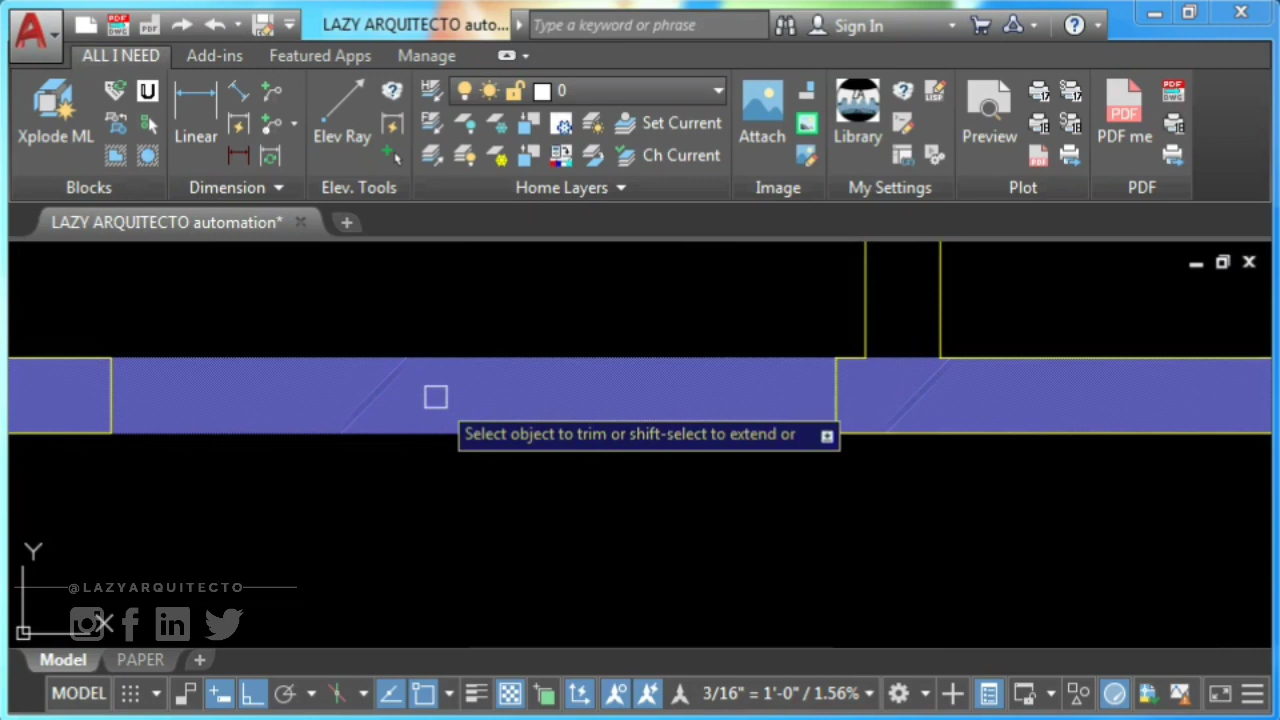 LAZY ARQUITECTO auto...
Type a keyword or phrase
Sign In
ALL I NEED
Add-ins
Featured Apps
Manage
0
Set Current
Ch Current
Xplode ML
Linear
Elev Ray
Attach
Library
Preview
PDF me
Blocks
Dimension
Elev. Tools
Home Layers
Image
My Settings
Plot
PDF
LAZY ARQUITECTO automation*
Select object to trim or shift-select to extend or
Y
@LAZYARQUITECTO
X
Model
PAPER
MODEL
3/16" = 1'-0" / 1.56%